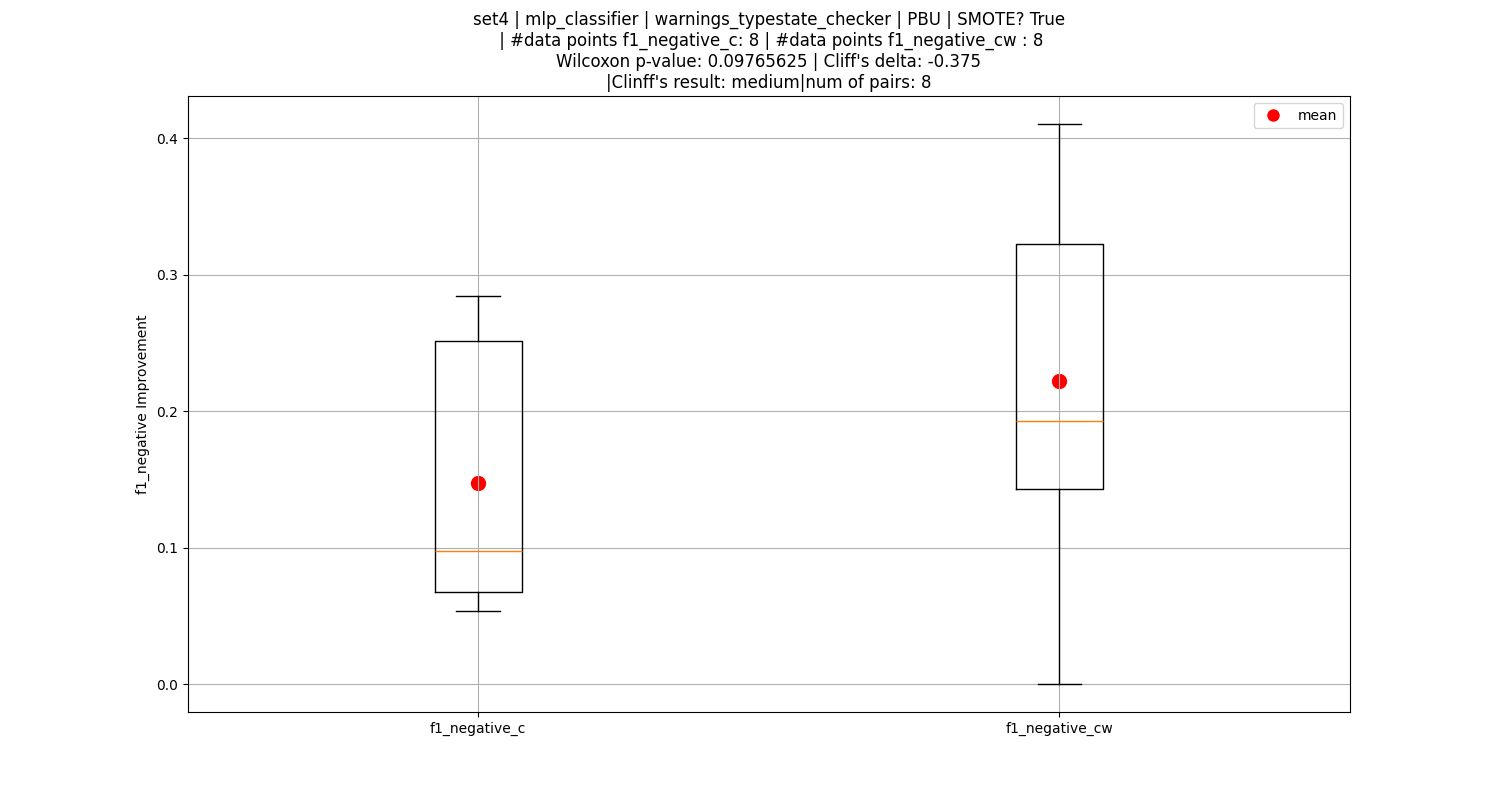 set4 | mlp_classifier | warnings_typestate_checker | PBU | SMOTE? True
| #data points f1_negative_c: 8 | #data points f1_negative_cw : 8
Wilcoxon p-value: 0.09765625 | Cliff's delta: -0.375
|Clinff's result: medium|num of pairs: 8
mean
0.4
0.3
0.2
0.1
0.0
f1_negative Improvement
f1_negative_c
f1_negative_cw